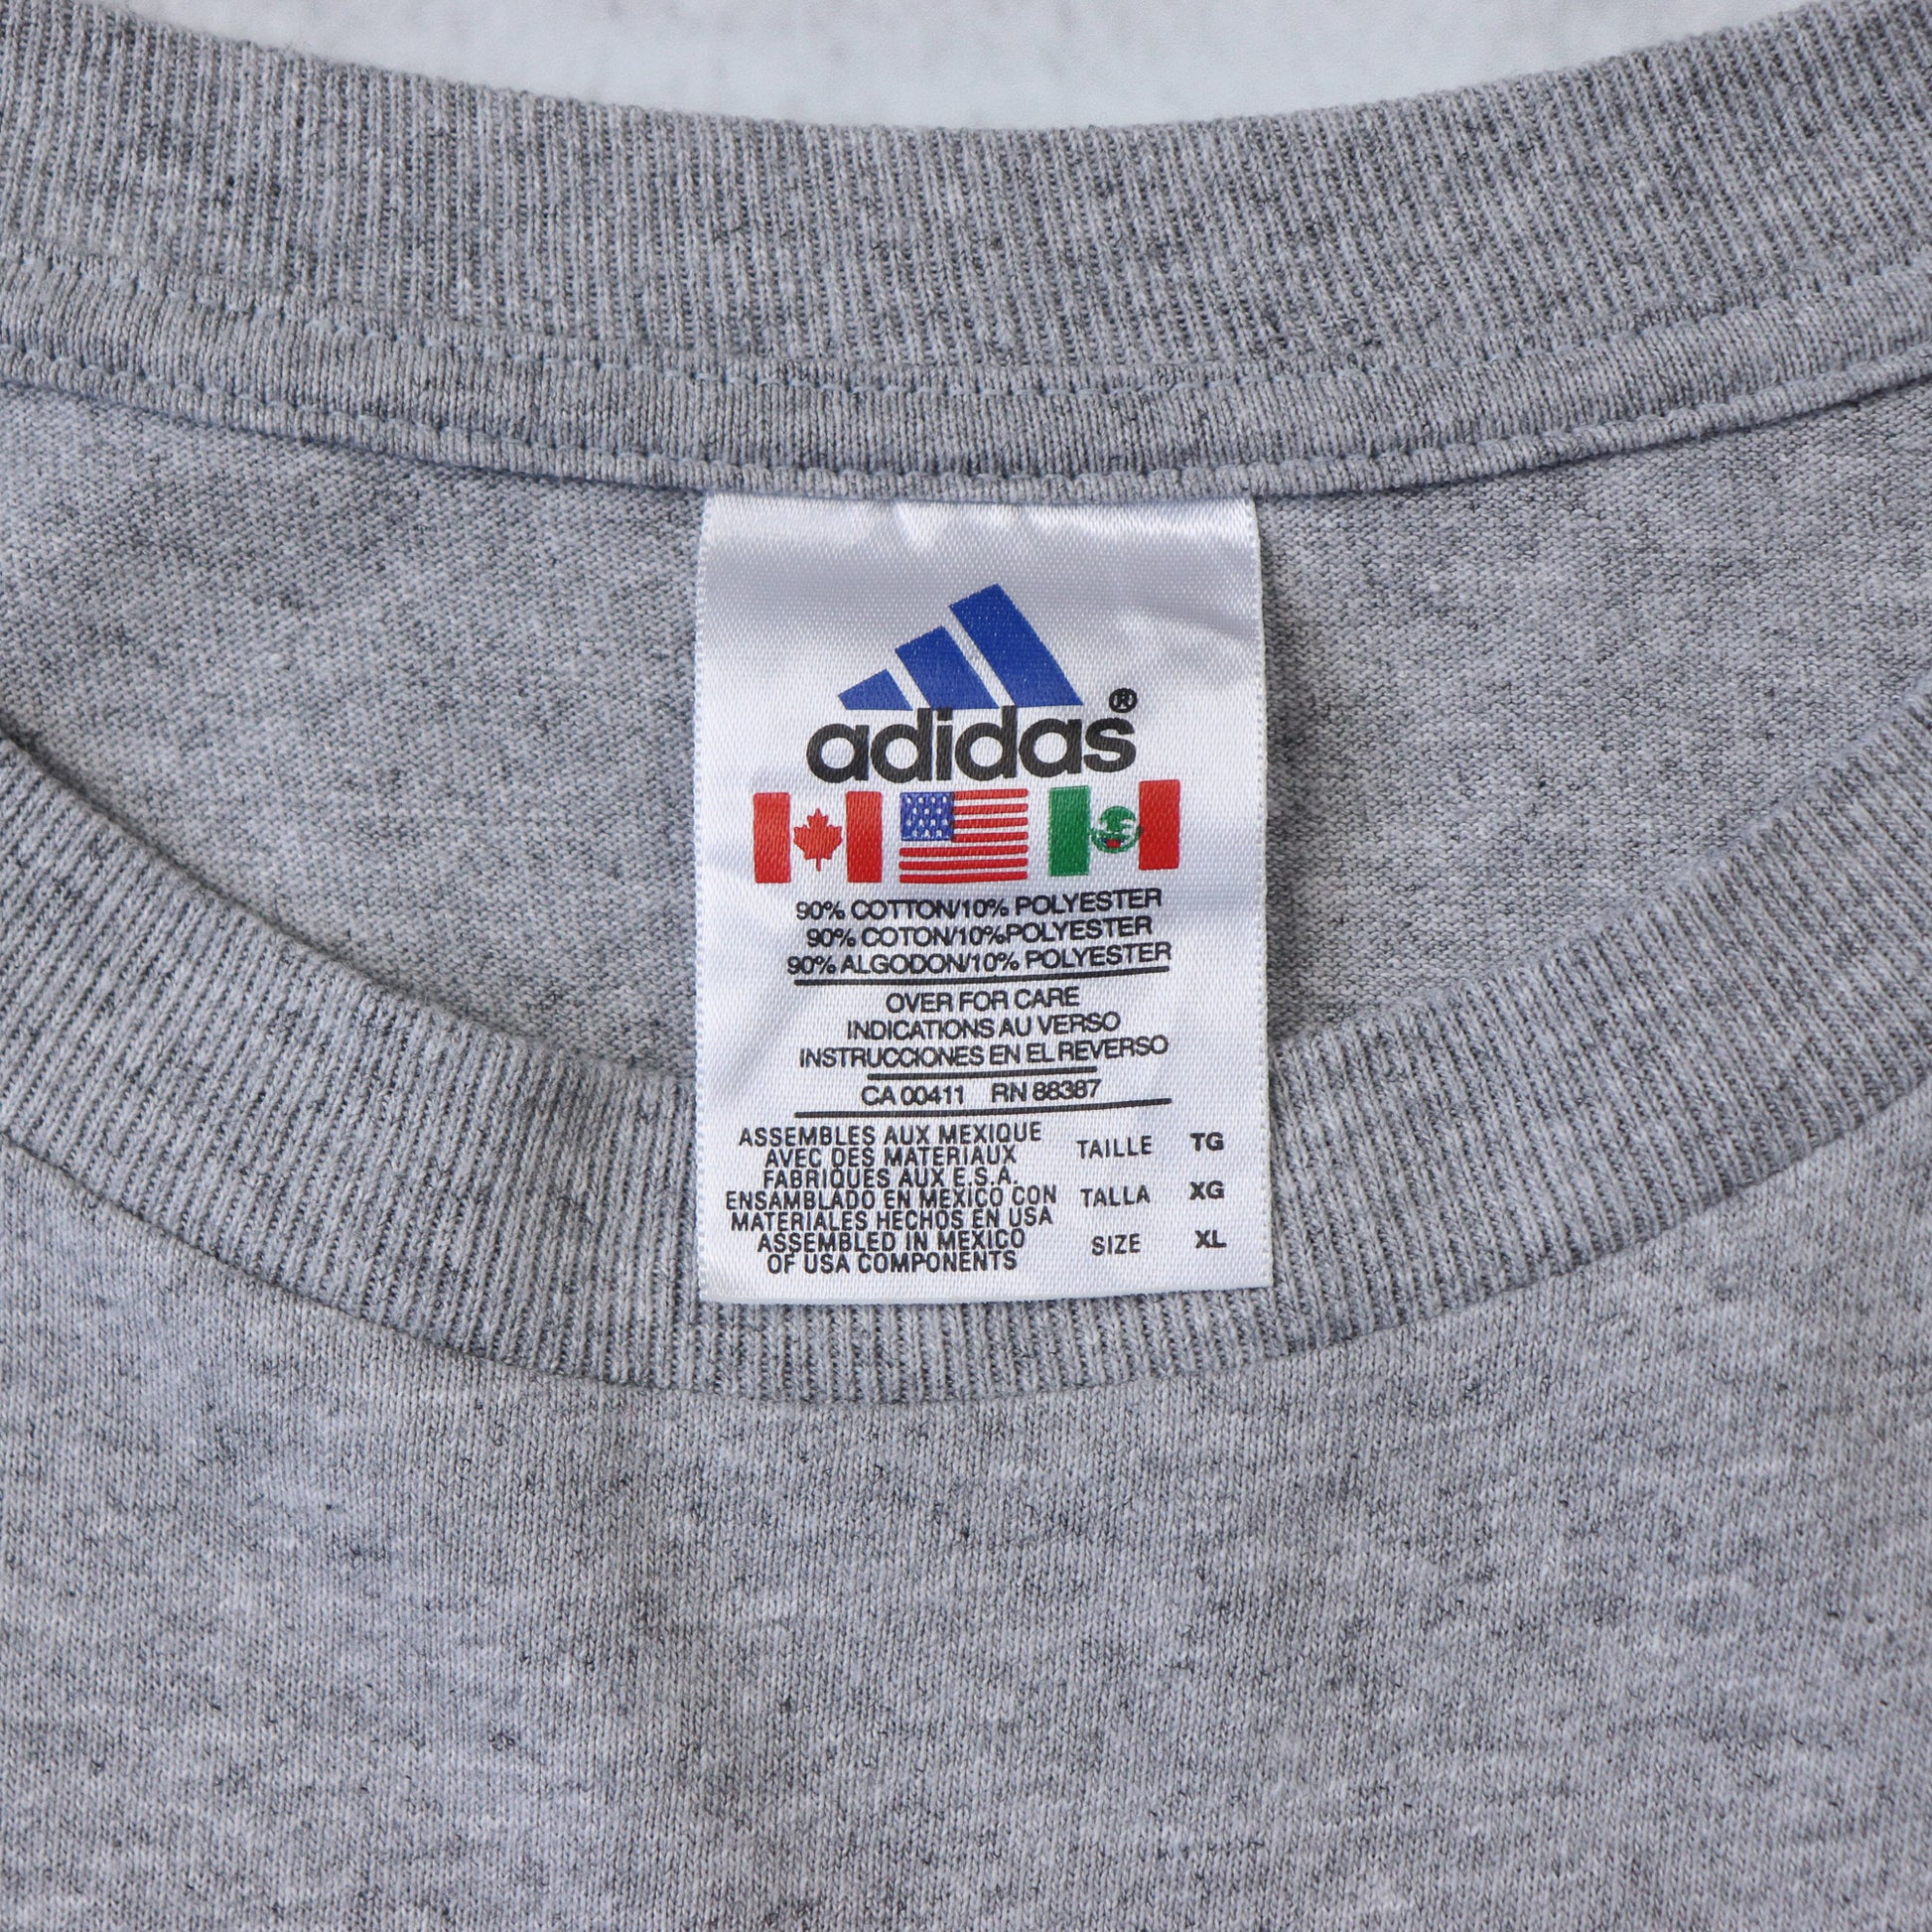 adidas®
90% COTTON/10% POLYESTER
90% COTON/10%POLYESTER
90% ALGODON/10% POLYESTER
OVER FOR CARE
INDICATIONS AU VERSO
INSTRUCCIONES EN EL REVERSO
CA 00411 RN 88387
ASSEMBLES AUX MEXIQUE
AVEC DES MATERIAUX
FABRIQUES AUX E.S.A.
ENSAMBLADO EN MEXICO CON
MATERIALES HECHOS EN USA
ASSEMBLED IN MEXICO
OF USA COMPONENTS
TAILLE TG
TALLA XG
SIZE XL